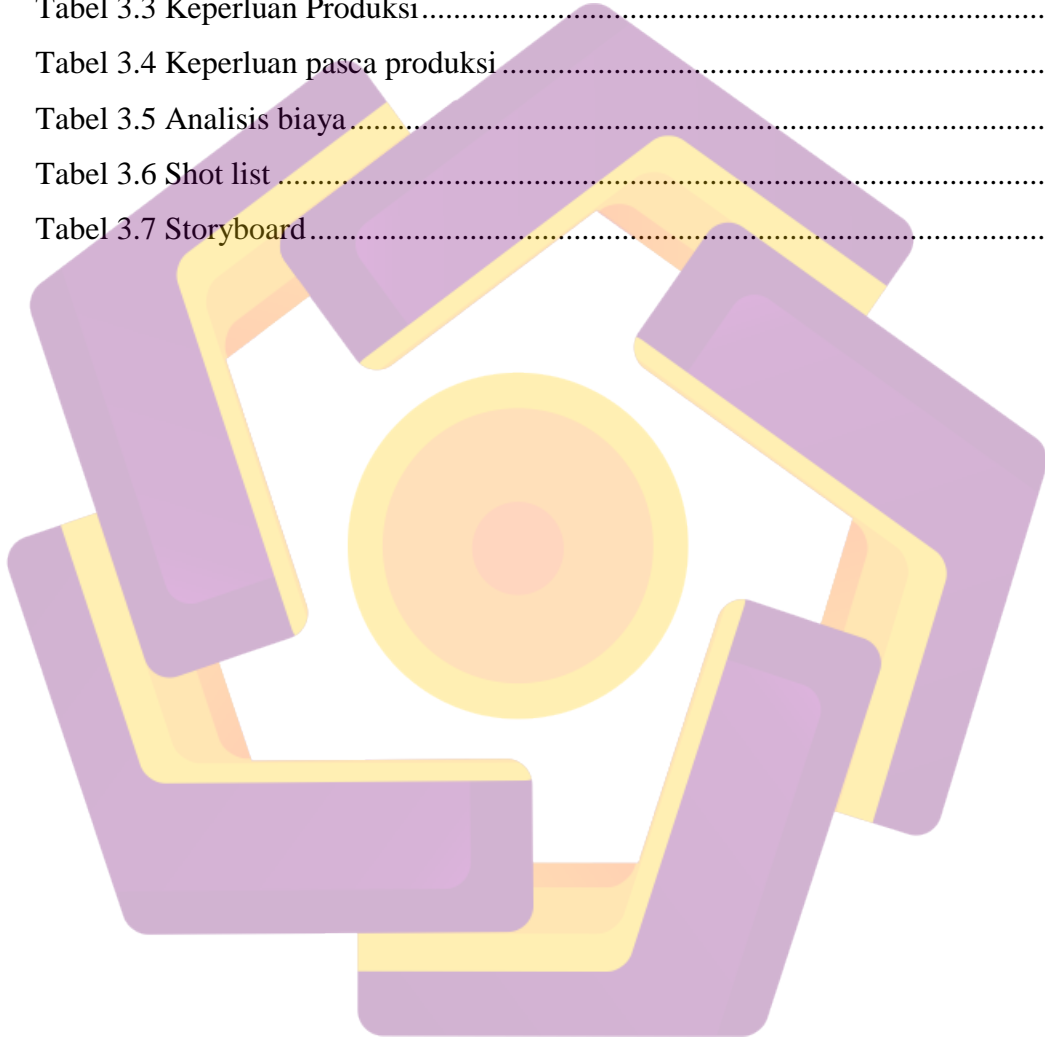 Tabel 3.3 Keperluan Produksi........................................................................
Tabel 3.4 Keperluan pasca produksi..............................................................
Tabel 3.5 Analisis biaya.................................................................................
Tabel 3.6 Shot list ..........................................................................................
Tabel 3.7 Storyboard......................................................................................